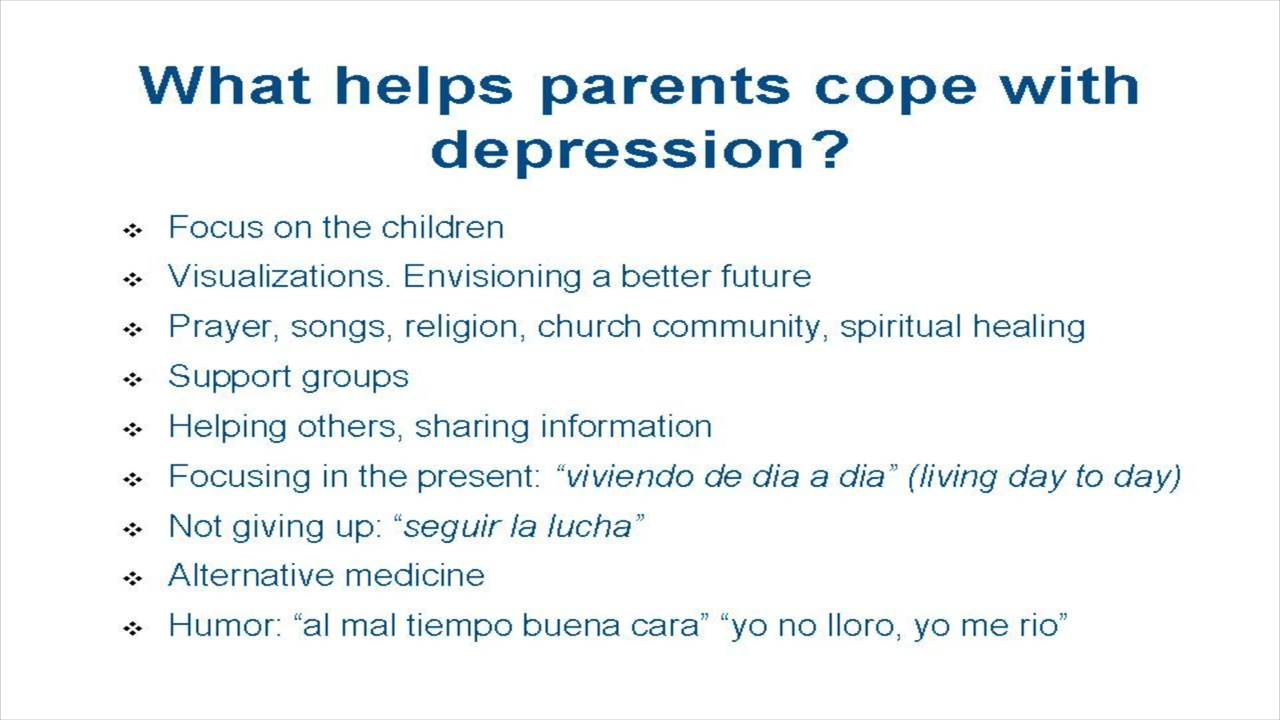 What helps parents cope with
depression?
❖ Focus on the children
❖ Visualizations. Envisioning a better future
❖ Prayer, songs, religion, church community, spiritual healing
❖ Support groups
❖ Helping others, sharing information
❖ Focusing in the present: “viviendo de dia a dia” (living day to day)
❖ Not giving up: “seguir la lucha”
❖ Alternative medicine
❖ Humor: “al mal tiempo buena cara” “yo no lloro, yo me rio”